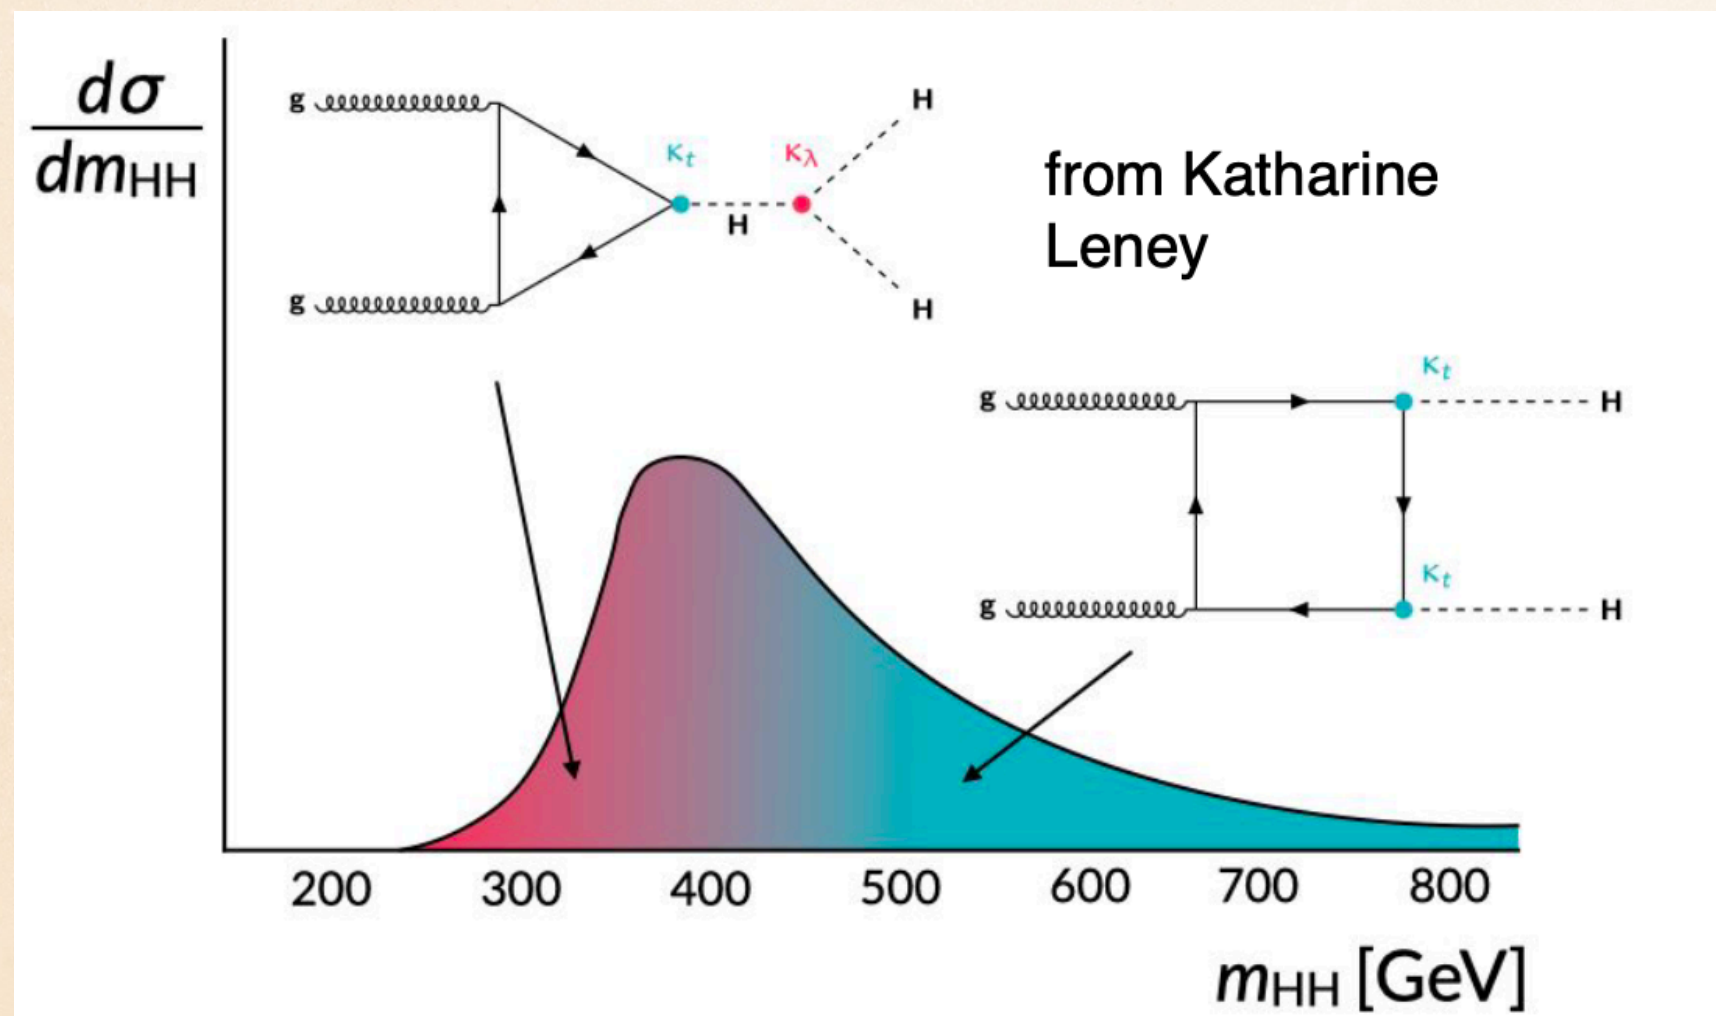 dσ
dmHH
g
κt
κλ
H
H
g
H
from Katharine
Leney
g
κt
H
g
κt
H
200 300 400 500 600 700 800
mHH [GeV]